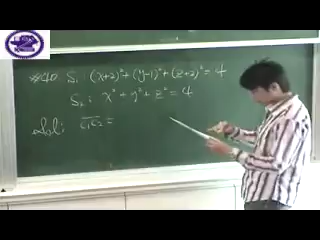 #40 S₁: (x+2)²+(y-1)²+(z+2)²=4
S₂: x²+y²+z²=4
Sol: C₁C₂ =